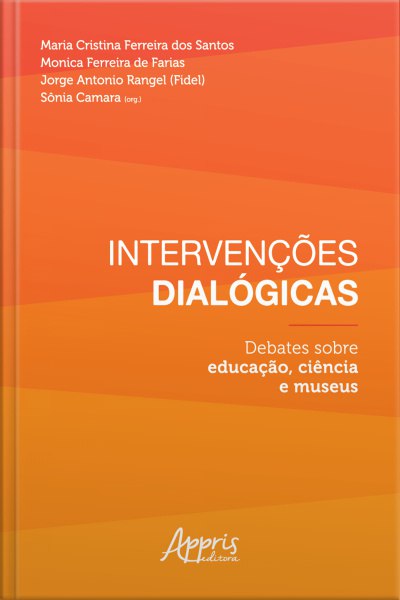 Maria Cristina Ferreira dos Santos
Monica Ferreira de Farias
Jorge Antonio Rangel (Fidel)
Sônia Camara (org.)
INTERVENÇÕES
DIALÓGICAS
Debates sobre
educação, ciência
e museus
Appris
editora